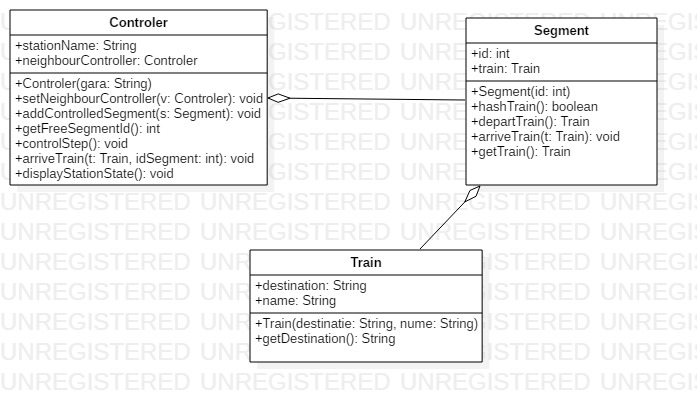 Controler
+stationName: String
+neighbourController: Controler
+Controler(gara: String)
+setNeighbourController(v: Controler): void
+addControlledSegment(s: Segment): void
+getFreeSegmentId(): int
+controlStep(): void
+arriveTrain(t: Train, idSegment: int): void
+displayStationState(): void
Segment
+id: int
+train: Train
+Segment(id: int)
+hashTrain(): boolean
+departTrain(): Train
+arriveTrain(t: Train): void
+getTrain(): Train
Train
+destination: String
+name: String
+Train(destinatie: String, nume: String)
+getDestination(): String
UNREGISTERED UNREGISTERED UNREGISTERED UNREGIS